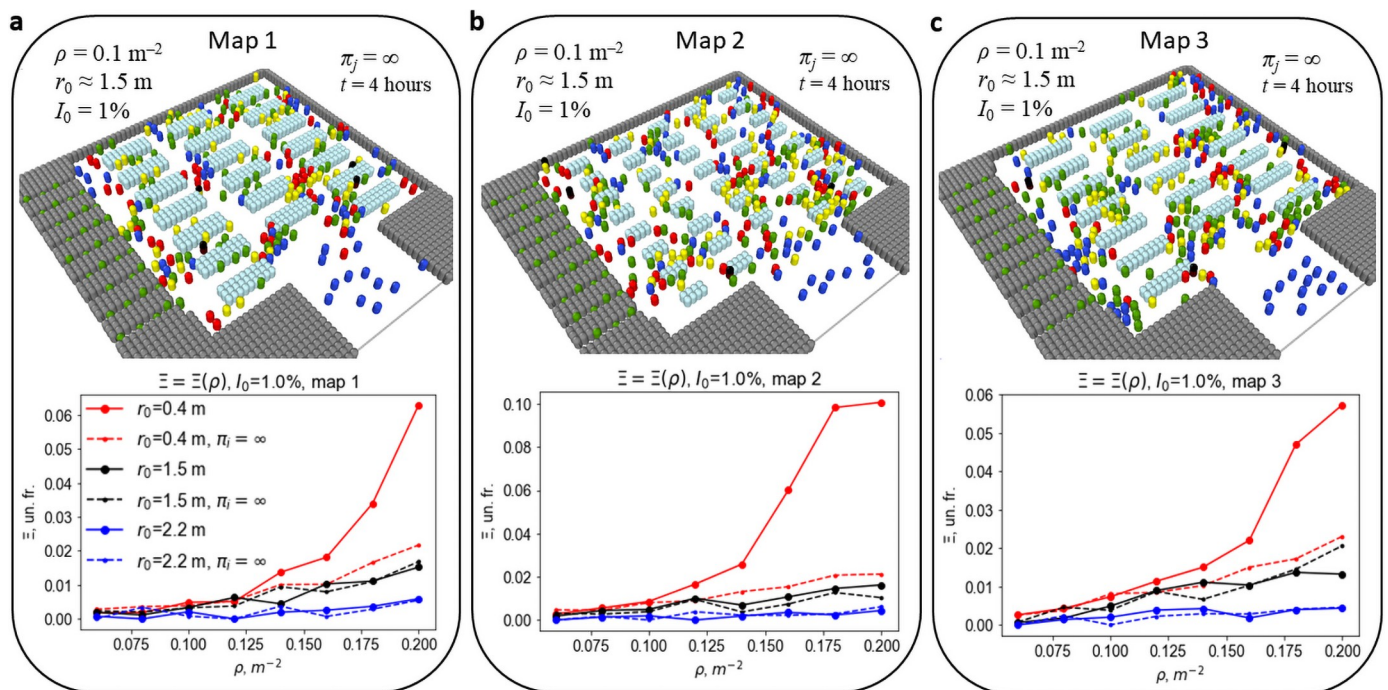 a
Map 1
ρ = 0.1 m⁻²
r₀ ≈ 1.5 m
I₀ = 1%
πⱼ = ∞
t = 4 hours
Ξ = Ξ(ρ), I₀=1.0%, map 1
Ξ, un. fr.
0.06
0.05
0.04
0.03
0.02
0.01
0.00
r₀=0.4 m
r₀=0.4 m, πᵢ = ∞
r₀=1.5 m
r₀=1.5 m, πᵢ = ∞
r₀=2.2 m
r₀=2.2 m, πᵢ = ∞
0.075 0.100 0.125 0.150 0.175 0.200
ρ, m⁻²
b
Map 2
ρ = 0.1 m⁻²
r₀ ≈ 1.5 m
I₀ = 1%
πⱼ = ∞
t = 4 hours
Ξ = Ξ(ρ), I₀=1.0%, map 2
Ξ, un. fr.
0.10
0.08
0.06
0.04
0.02
0.00
0.075 0.100 0.125 0.150 0.175 0.200
ρ, m⁻²
c
Map 3
ρ = 0.1 m⁻²
r₀ ≈ 1.5 m
I₀ = 1%
πⱼ = ∞
t = 4 hours
Ξ = Ξ(ρ), I₀=1.0%, map 3
Ξ, un. fr.
0.06
0.05
0.04
0.03
0.02
0.01
0.00
0.075 0.100 0.125 0.150 0.175 0.200
ρ, m⁻²